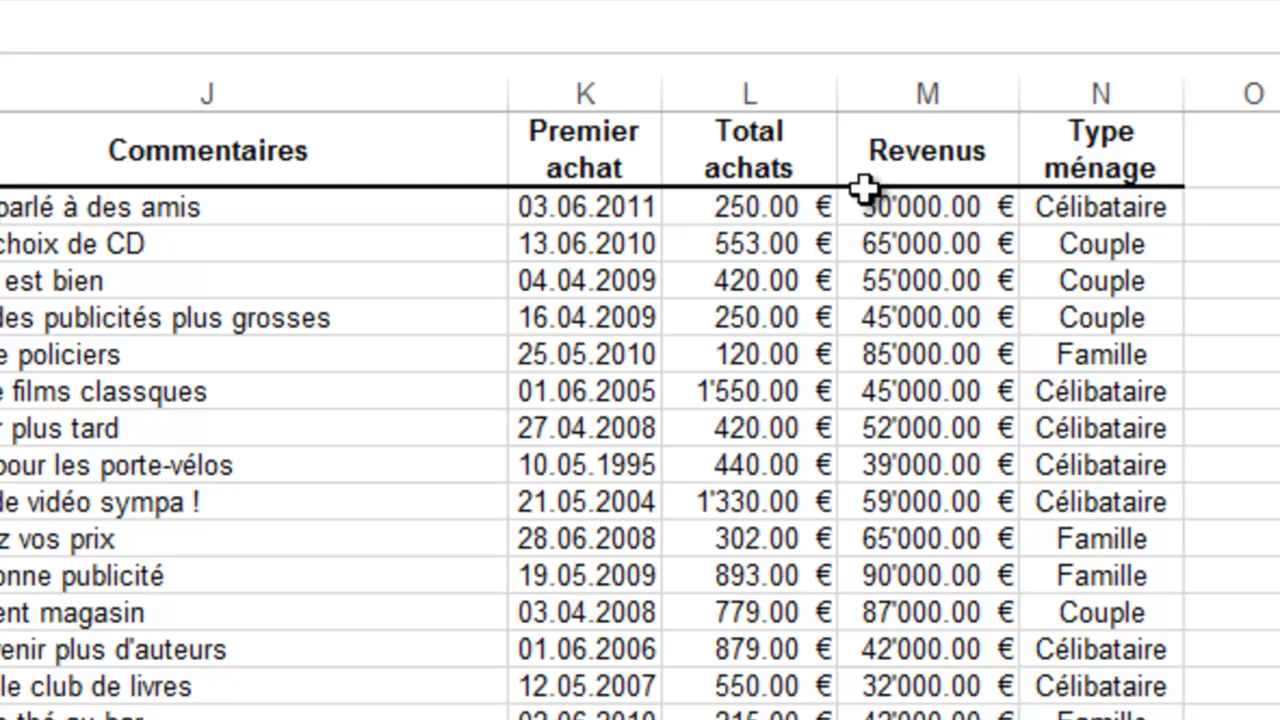 J K L M N O
Commentaires Premier achat Total achats Revenus Type ménage
parlé à des amis 03.06.2011 250.00 € 0'000.00 € Célibataire
choix de CD 13.06.2010 553.00 € 65'000.00 € Couple
est bien 04.04.2009 420.00 € 55'000.00 € Couple
des publicités plus grosses 16.04.2009 250.00 € 45'000.00 € Couple
e policiers 25.05.2010 120.00 € 85'000.00 € Famille
e films classques 01.06.2005 1'550.00 € 45'000.00 € Célibataire
r plus tard 27.04.2008 420.00 € 52'000.00 € Célibataire
pour les porte-vélos 10.05.1995 440.00 € 39'000.00 € Célibataire
de vidéo sympa ! 21.05.2004 1'330.00 € 59'000.00 € Célibataire
z vos prix 28.06.2008 302.00 € 65'000.00 € Famille
onne publicité 19.05.2009 893.00 € 90'000.00 € Famille
ent magasin 03.04.2008 779.00 € 87'000.00 € Couple
enir plus d'auteurs 01.06.2006 879.00 € 42'000.00 € Célibataire
le club de livres 12.05.2007 550.00 € 32'000.00 € Célibataire